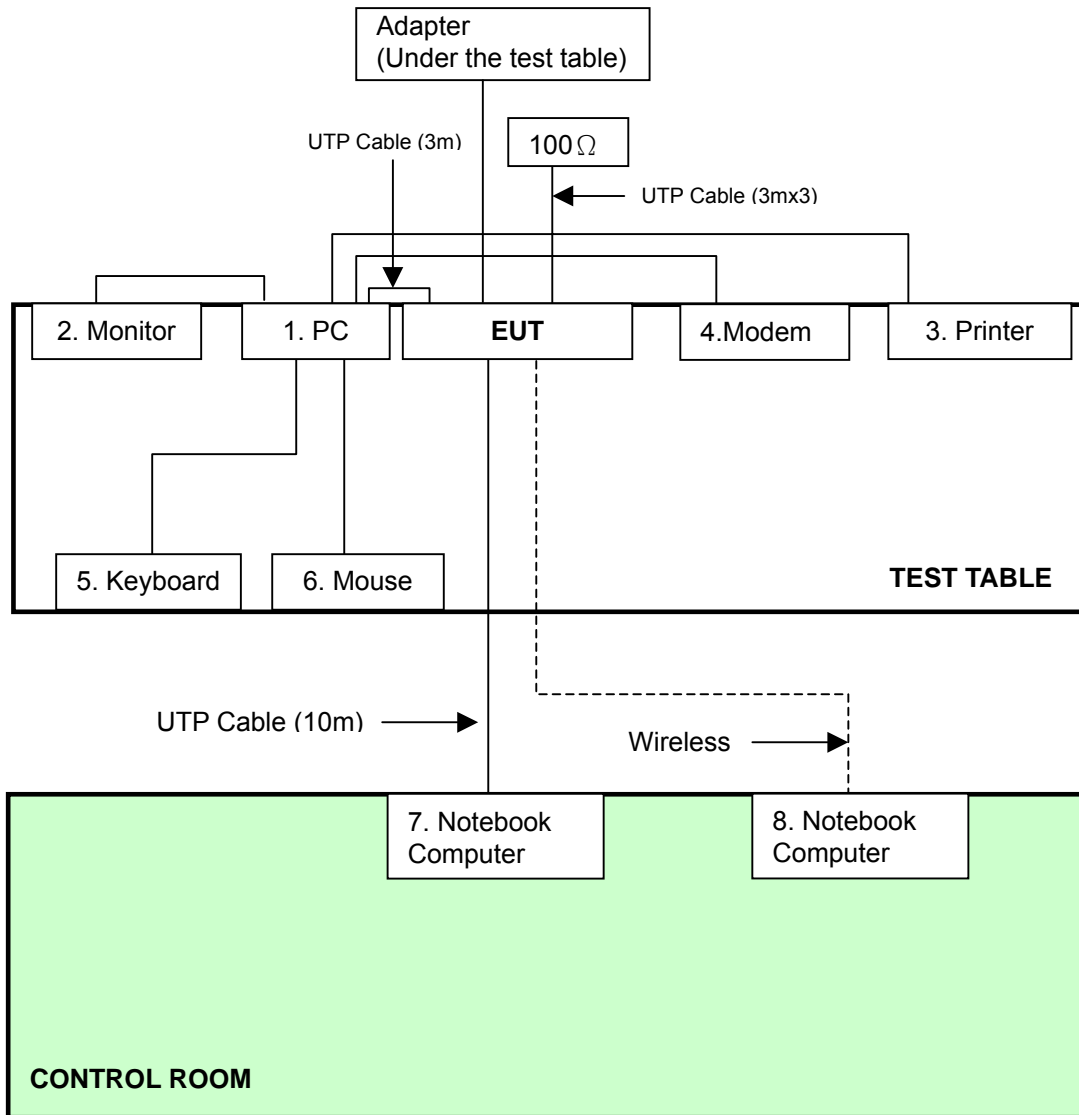 Adapter
(Under the test table)
UTP Cable (3m)
100Ω
UTP Cable (3mx3)
2. Monitor
1. PC
EUT
4.Modem
3. Printer
5. Keyboard
6. Mouse
TEST TABLE
UTP Cable (10m)
Wireless
7. Notebook
Computer
8. Notebook
Computer
CONTROL ROOM